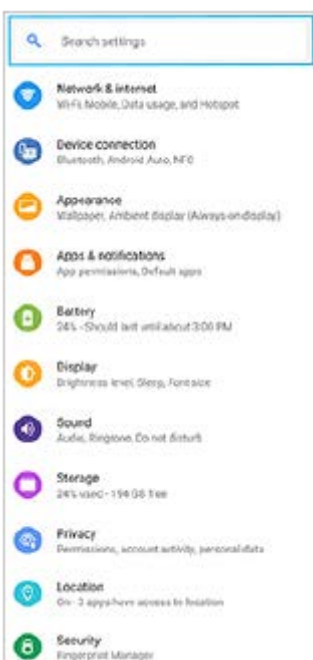 Search settings
Network & internet
Wi-Fi, Mobile, Data usage, and Hotspot
Device connection
Bluetooth, Android Auto, NFC
Appearance
Wallpaper, Ambient display (Always-on display)
Apps & notifications
App permissions, Default apps
Battery
24% - Should last until about 3:00 PM
Display
Brightness level, Sleep, Font size
Sound
Audio, Ringtone, Do not disturb
Storage
24% used - 194 GB free
Privacy
Permissions, account activity, personal data
Location
On - 3 apps have access to location
Security
Fingerprint Manager